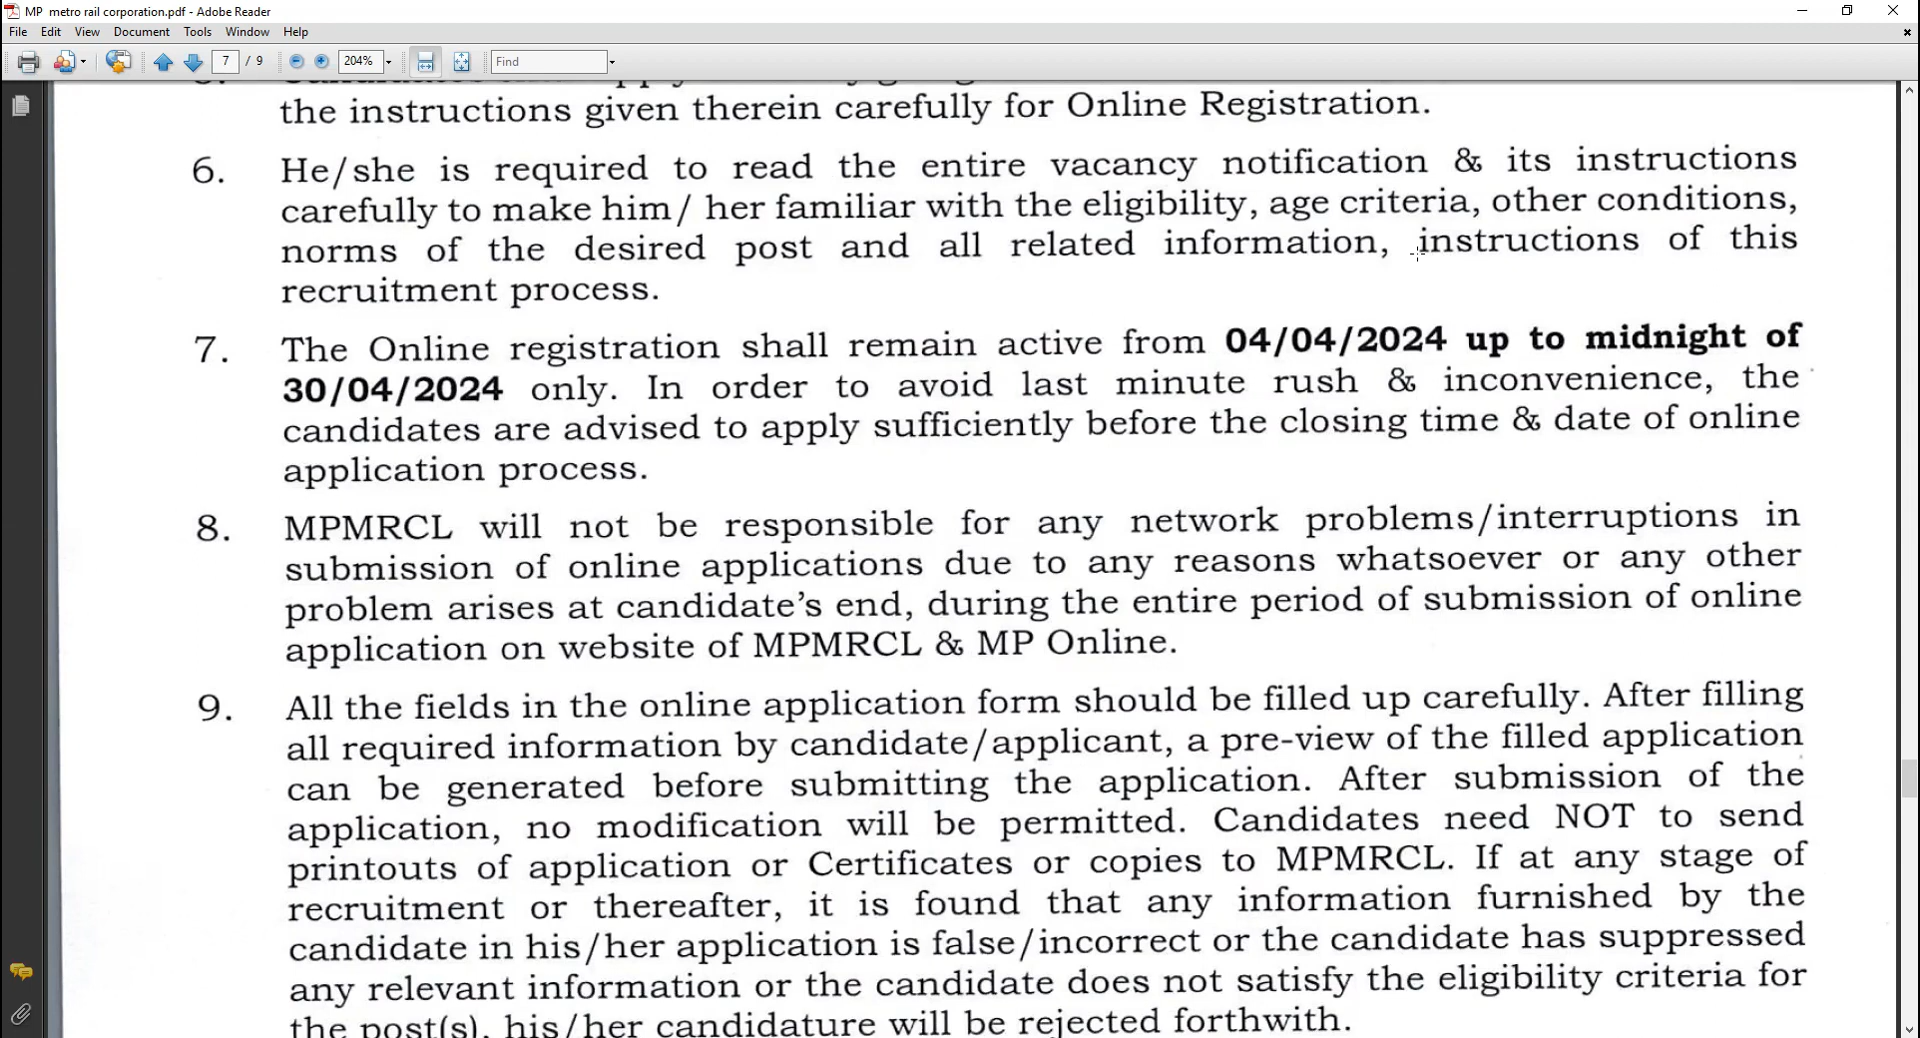 MP metro rail corporation.pdf - Adobe Reader
File Edit View Document Tools Window Help
7 / 9 204% Find
the instructions given therein carefully for Online Registration.
6. He/she is required to read the entire vacancy notification & its instructions
carefully to make him/ her familiar with the eligibility, age criteria, other conditions,
norms of the desired post and all related information, instructions of this
recruitment process.
7. The Online registration shall remain active from 04/04/2024 up to midnight of
30/04/2024 only. In order to avoid last minute rush & inconvenience, the
candidates are advised to apply sufficiently before the closing time & date of online
application process.
8. MPMRCL will not be responsible for any network problems/interruptions in
submission of online applications due to any reasons whatsoever or any other
problem arises at candidate's end, during the entire period of submission of online
application on website of MPMRCL & MP Online.
9. All the fields in the online application form should be filled up carefully. After filling
all required information by candidate/applicant, a pre-view of the filled application
can be generated before submitting the application. After submission of the
application, no modification will be permitted. Candidates need NOT to send
printouts of application or Certificates or copies to MPMRCL. If at any stage of
recruitment or thereafter, it is found that any information furnished by the
candidate in his/her application is false/incorrect or the candidate has suppressed
any relevant information or the candidate does not satisfy the eligibility criteria for
the post(s), his/her candidature will be rejected forthwith.